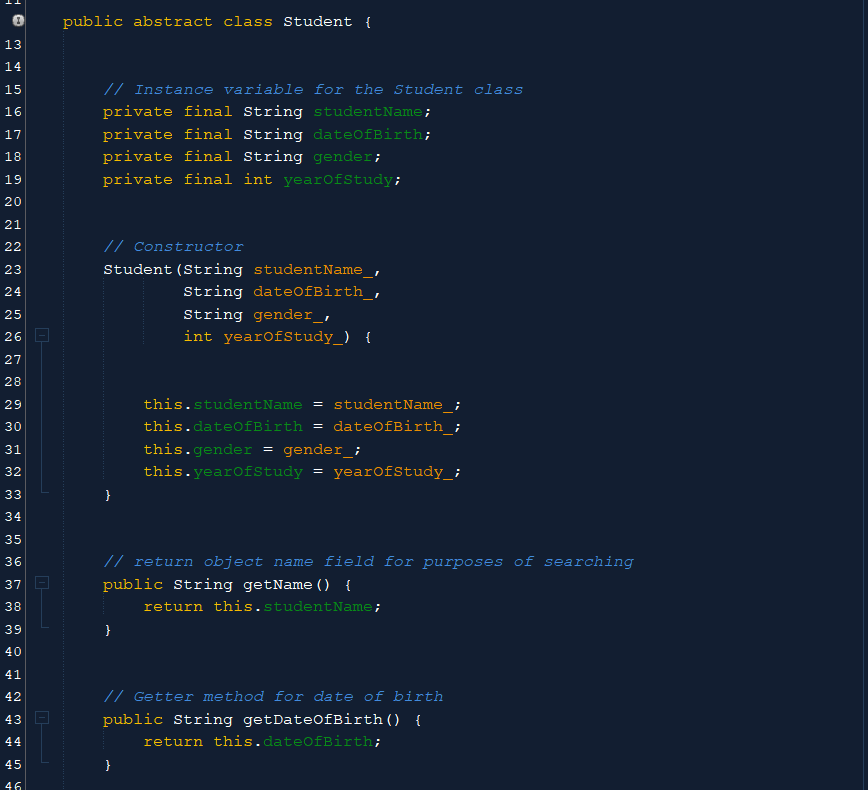 11
public abstract class Student {
13
14
15 // Instance variable for the Student class
16 private final String studentName;
17 private final String dateOfBirth;
18 private final String gender;
19 private final int yearOfStudy;
20
21
22 // Constructor
23 Student(String studentName_,
24 String dateOfBirth_,
25 String gender_,
26 int yearOfStudy_) {
27
28
29 this.studentName = studentName_;
30 this.dateOfBirth = dateOfBirth_;
31 this.gender = gender_;
32 this.yearOfStudy = yearOfStudy_;
33 }
34
35
36 // return object name field for purposes of searching
37 public String getName() {
38 return this.studentName;
39 }
40
41
42 // Getter method for date of birth
43 public String getDateOfBirth() {
44 return this.dateOfBirth;
45 }
46